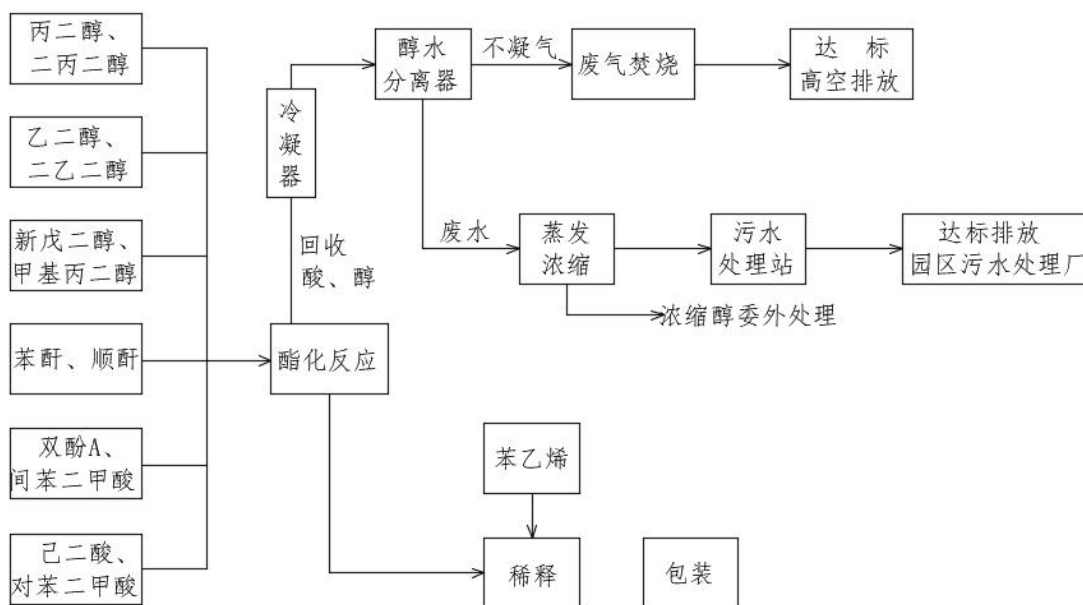 丙二醇、
二丙二醇
乙二醇、
二乙二醇
新戊二醇、
甲基丙二醇
苯酐、顺酐
双酚A、
间苯二甲酸
己二酸、
对苯二甲酸
酯化反应
回收
酸、醇
冷
凝
器
醇水
分离器
不凝气
废气焚烧
达 标
高空排放
废水
蒸发
浓缩
污水
处理站
达标排放
园区污水处理厂
浓缩醇委外处理
苯乙烯
稀释
包装